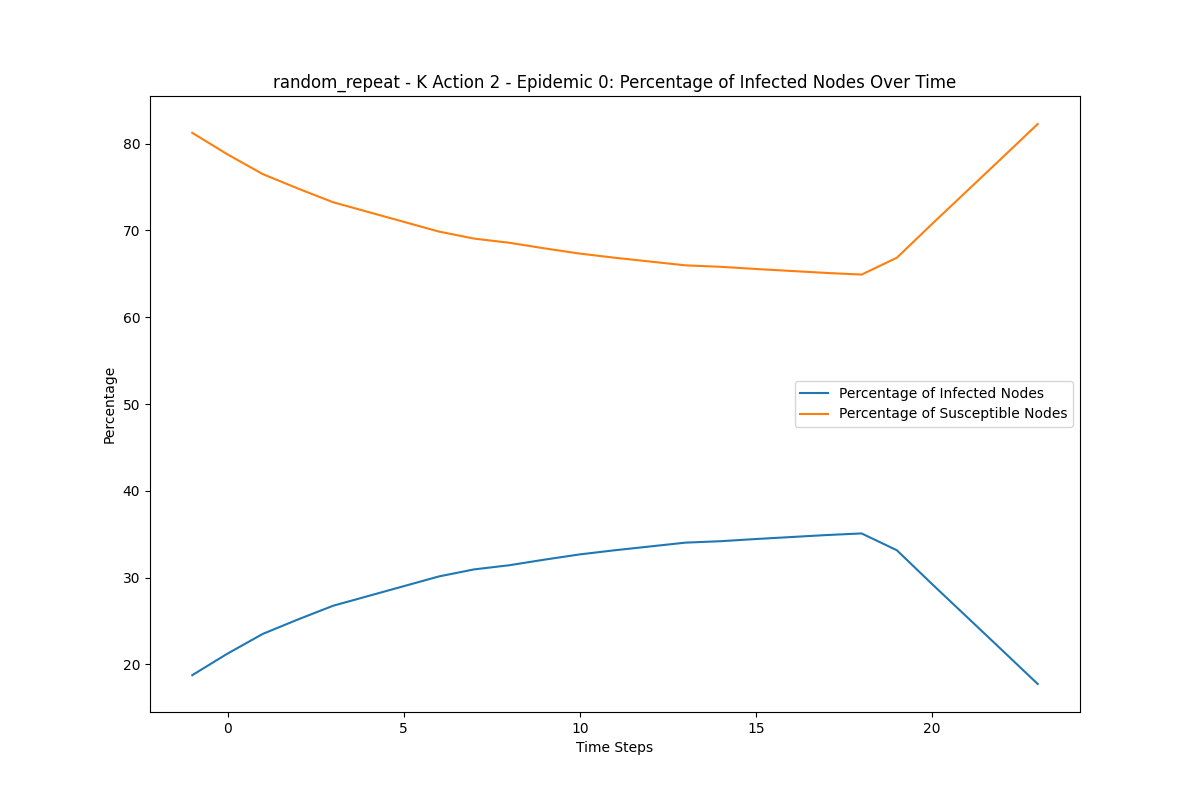 random_repeat - K Action 2 - Epidemic 0: Percentage of Infected Nodes Over Time
80
70
60
50
40
30
20
Percentage
Percentage of Infected Nodes
Percentage of Susceptible Nodes
0 5 10 15 20
Time Steps